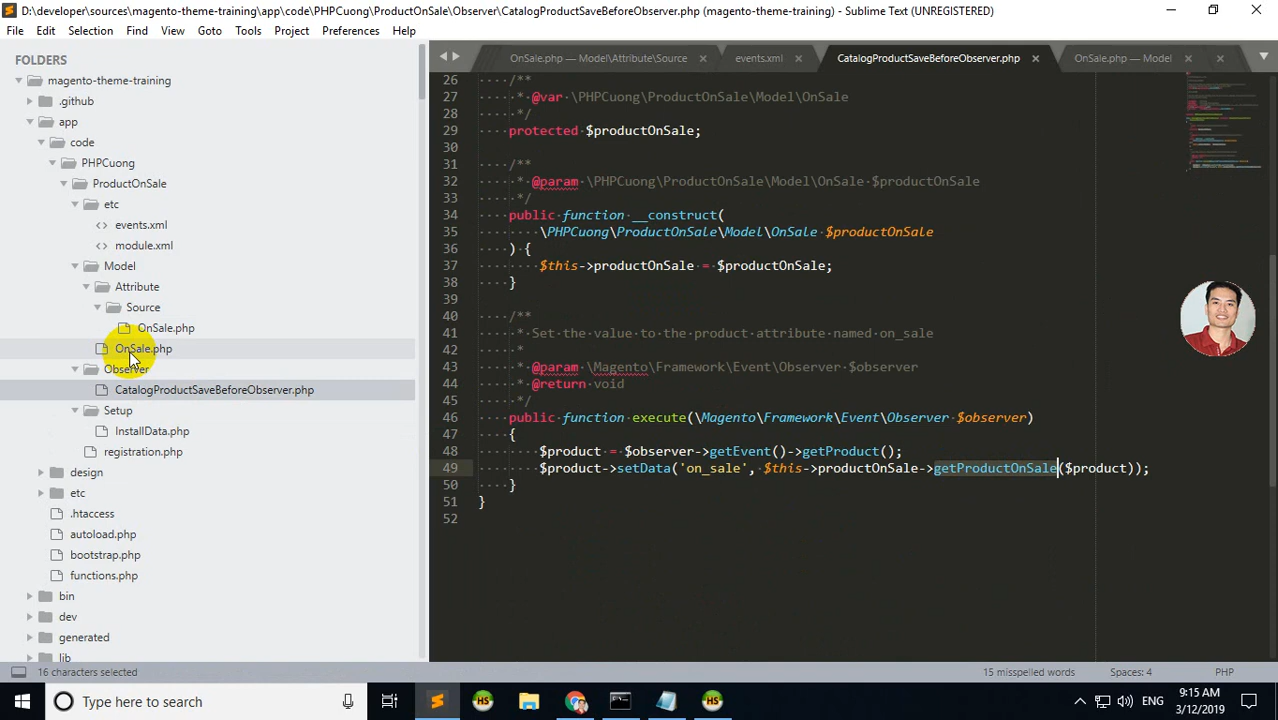 D:\developer\sources\magento-theme-training\app\code\PHPCuong\ProductOnSale\Observer\CatalogProductSaveBeforeObserver.php (magento-theme-training) - Sublime Text (UNREGISTERED)
File Edit Selection Find View Goto Tools Project Preferences Help
FOLDERS
magento-theme-training
.github
app
code
PHPCuong
ProductOnSale
etc
events.xml
module.xml
Model
Attribute
Source
OnSale.php
OnSale.php
Observer
CatalogProductSaveBeforeObserver.php
Setup
InstallData.php
registration.php
design
etc
.htaccess
autoload.php
bootstrap.php
functions.php
bin
dev
generated
lib
OnSale.php — Model\Attribute\Source events.xml CatalogProductSaveBeforeObserver.php OnSale.php — Model
26 /**
27 * @var \PHPCuong\ProductOnSale\Model\OnSale
28 */
29 protected $productOnSale;
30
31 /**
32 * @param \PHPCuong\ProductOnSale\Model\OnSale $productOnSale
33 */
34 public function __construct(
35 \PHPCuong\ProductOnSale\Model\OnSale $productOnSale
36 ) {
37 $this->productOnSale = $productOnSale;
38 }
39
40 /**
41 * Set the value to the product attribute named on_sale
42 *
43 * @param \Magento\Framework\Event\Observer $observer
44 * @return void
45 */
46 public function execute(\Magento\Framework\Event\Observer $observer)
47 {
48 $product = $observer->getEvent()->getProduct();
49 $product->setData('on_sale', $this->productOnSale->getProductOnSale($product));
50 }
51 }
52
16 characters selected 15 misspelled words Spaces: 4 PHP
Type here to search
HS HS
ENG
9:15 AM
3/12/2019